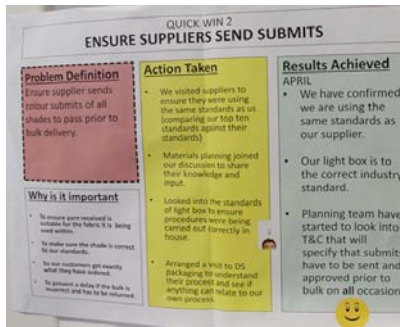 QUICK WIN 2
ENSURE SUPPLIERS SEND SUBMITS
Problem Definition
Ensure supplier sends
colour submits of all
shades to pass prior to
bulk delivery.
Why is it important
• To ensure yarn received is
suitable for the fabric it is being
used within.
• To make sure the shade is correct
to our standards.
• So our customers get exactly
what they have ordered.
• To prevent a delay if the bulk is
incorrect and has to be returned.
Action Taken
• We visited suppliers to
ensure they were using
the same standards as us
(comparing our top ten
standards against their
standards)
• Materials planning joined
our discussion to share
their knowledge and
input.
• Looked into the standards
of light box to ensure
procedures were being
carried out correctly in
house.
• Arranged a visit to DS
packaging to understand
their process and see if
anything can relate to our
own process.
Results Achieved
APRIL
• We have confirmed
we are using the
same standards as
our supplier.
• Our light box is to
the correct industry
standard.
• Planning team have
started to look into
T&C that will
specify that submits
have to be sent and
approved prior to
bulk on all occasion